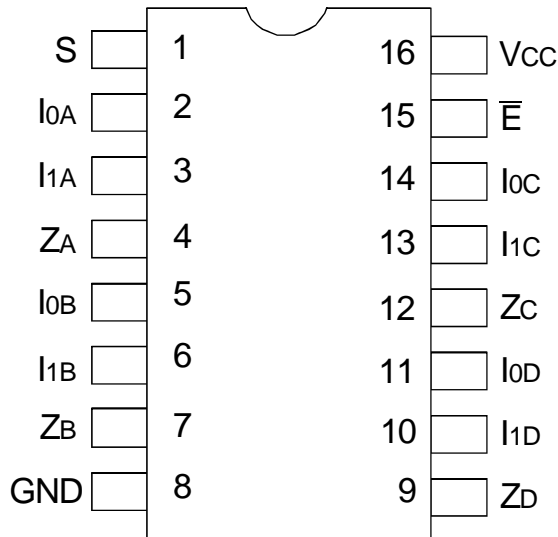 S 1 16 VCC
I0A 2 15 E̅
I1A 3 14 I0C
ZA 4 13 I1C
I0B 5 12 ZC
I1B 6 11 I0D
ZB 7 10 I1D
GND 8 9 ZD